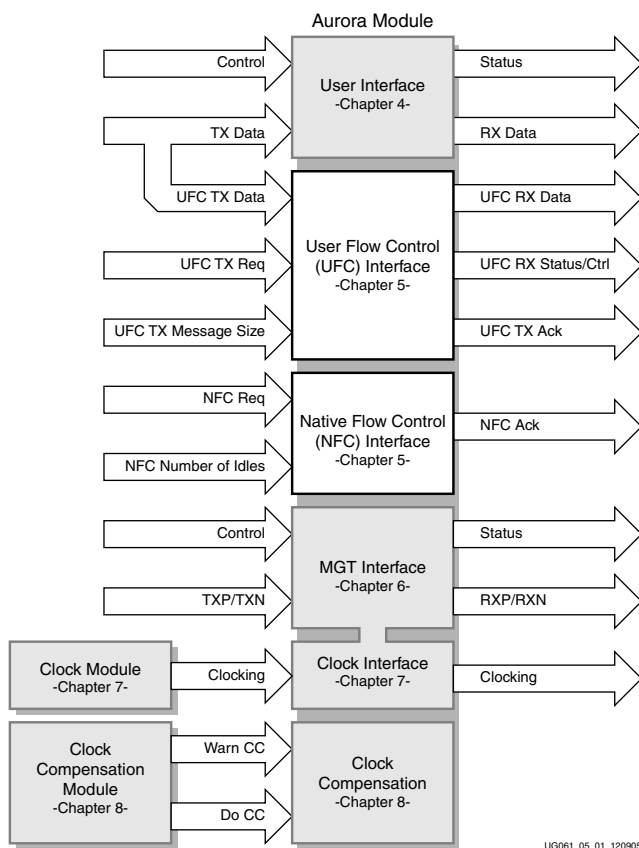 Aurora Module
Control
User Interface
-Chapter 4-
Status
TX Data
RX Data
UFC TX Data
UFC RX Data
UFC TX Req
User Flow Control
(UFC) Interface
-Chapter 5-
UFC RX Status/Ctrl
UFC TX Message Size
UFC TX Ack
NFC Req
Native Flow Control
(NFC) Interface
-Chapter 5-
NFC Ack
NFC Number of Idles
Control
MGT Interface
-Chapter 6-
Status
TXP/TXN
RXP/RXN
Clock Module
-Chapter 7-
Clocking
Clock Interface
-Chapter 7-
Clocking
Clock
Compensation
Module
-Chapter 8-
Warn CC
Do CC
Clock
Compensation
-Chapter 8-
UG061_05_01_120905